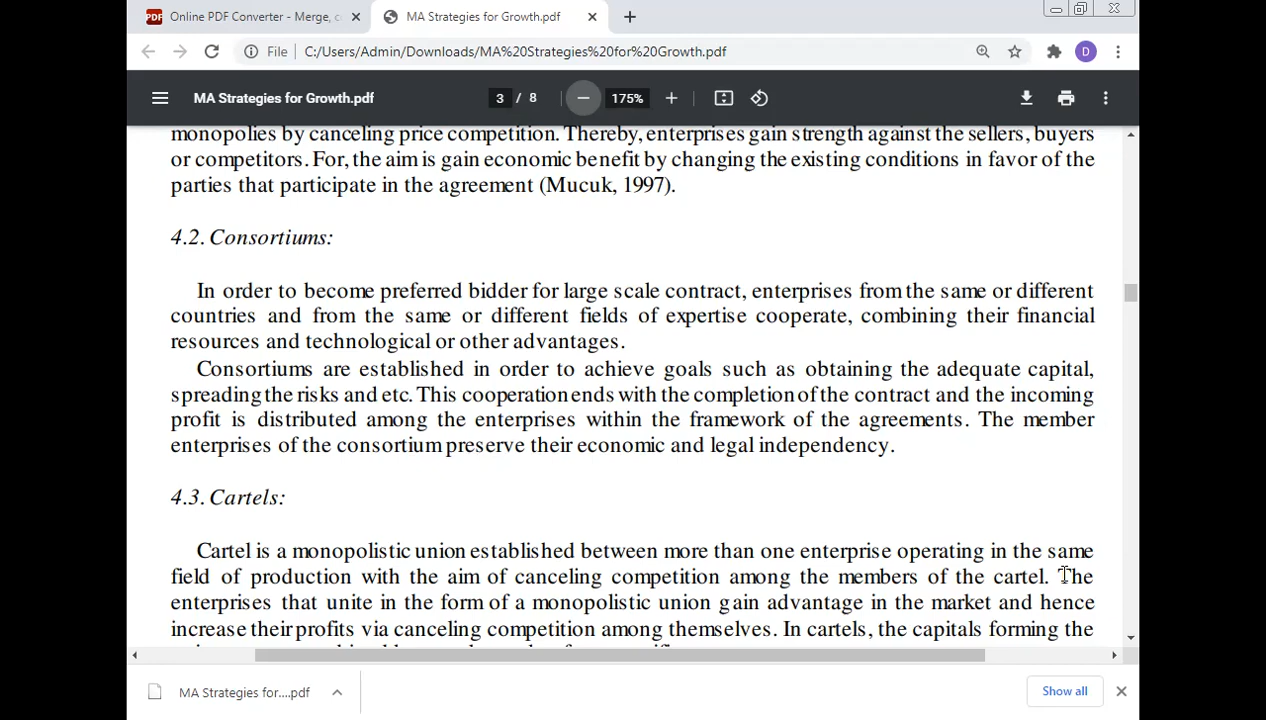 Online PDF Converter - Merge, c
MA Strategies for Growth.pdf
File
C:/Users/Admin/Downloads/MA%20Strategies%20for%20Growth.pdf
D
MA Strategies for Growth.pdf
3 / 8
175%
monopolies by canceling price competition. Thereby, enterprises gain strength against the sellers, buyers
or competitors. For, the aim is gain economic benefit by changing the existing conditions in favor of the
parties that participate in the agreement (Mucuk, 1997).
4.2. Consortiums:
In order to become preferred bidder for large scale contract, enterprises from the same or different
countries and from the same or different fields of expertise cooperate, combining their financial
resources and technological or other advantages.
Consortiums are established in order to achieve goals such as obtaining the adequate capital,
spreading the risks and etc. This cooperation ends with the completion of the contract and the incoming
profit is distributed among the enterprises within the framework of the agreements. The member
enterprises of the consortium preserve their economic and legal independency.
4.3. Cartels:
Cartel is a monopolistic union established between more than one enterprise operating in the same
field of production with the aim of canceling competition among the members of the cartel. The
enterprises that unite in the form of a monopolistic union gain advantage in the market and hence
increase their profits via canceling competition among themselves. In cartels, the capitals forming the
MA Strategies for....pdf
Show all